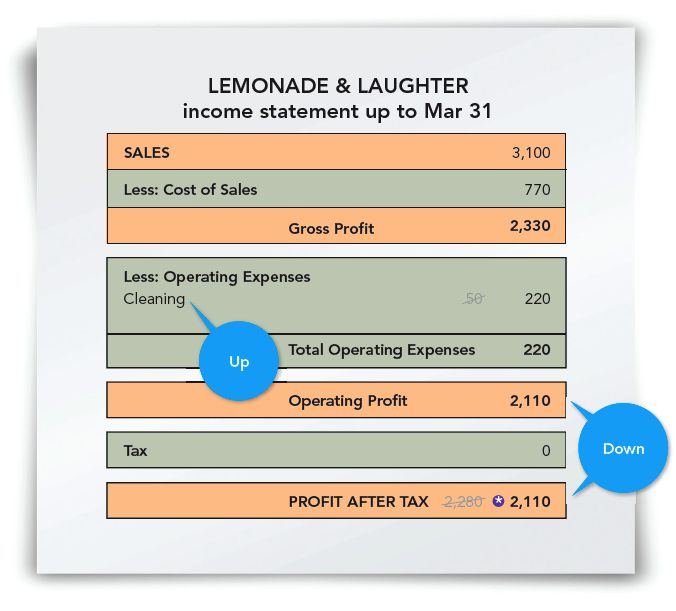 LEMONADE & LAUGHTER
income statement up to Mar 31
SALES 3,100
Less: Cost of Sales 770
Gross Profit 2,330
Less: Operating Expenses
Cleaning 50 220
Up
Total Operating Expenses 220
Operating Profit 2,110
Down
Tax 0
PROFIT AFTER TAX 2,280 * 2,110